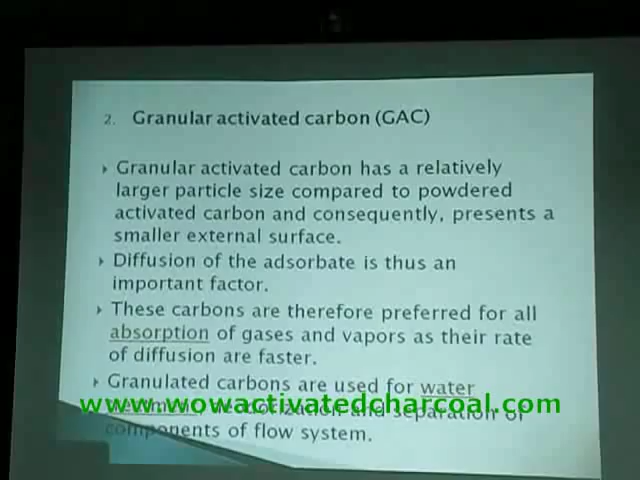 2. Granular activated carbon (GAC)
Granular activated carbon has a relatively
larger particle size compared to powdered
activated carbon and consequently, presents a
smaller external surface.
Diffusion of the adsorbate is thus an
important factor.
These carbons are therefore preferred for all
absorption of gases and vapors as their rate
of diffusion are faster.
Granulated carbons are used for water
www.wowactivatedcharcoal.com
deodorization and separation of
components of flow system.